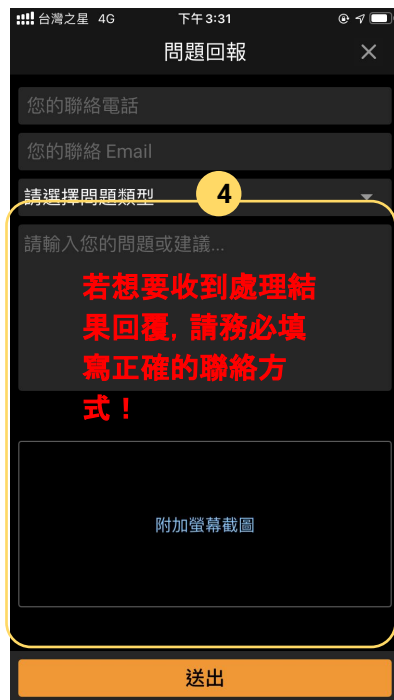 台灣之星 4G 下午3:31
問題回報
您的聯絡電話
您的聯絡 Email
請選擇問題類型
4
請輸入您的問題或建議...
若想要收到處理結
果回覆, 請務必填
寫正確的聯絡方
式！
附加螢幕截圖
送出